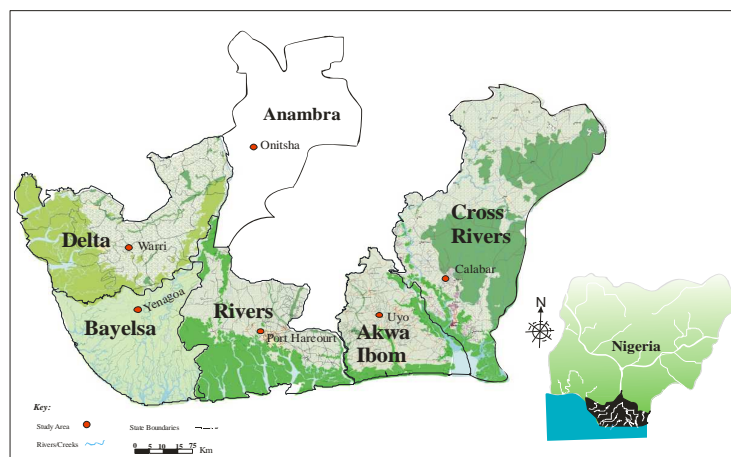 Anambra
Onitsha
Cross
Rivers
Delta
Warri
Calabar
Yenagoa
Bayelsa
Rivers
Port Harcourt
Uyo
Akwa
Ibom
N
Nigeria
Key:
Study Area
State Boundaries
Rivers/Creeks
0 5 10 15 75
Km